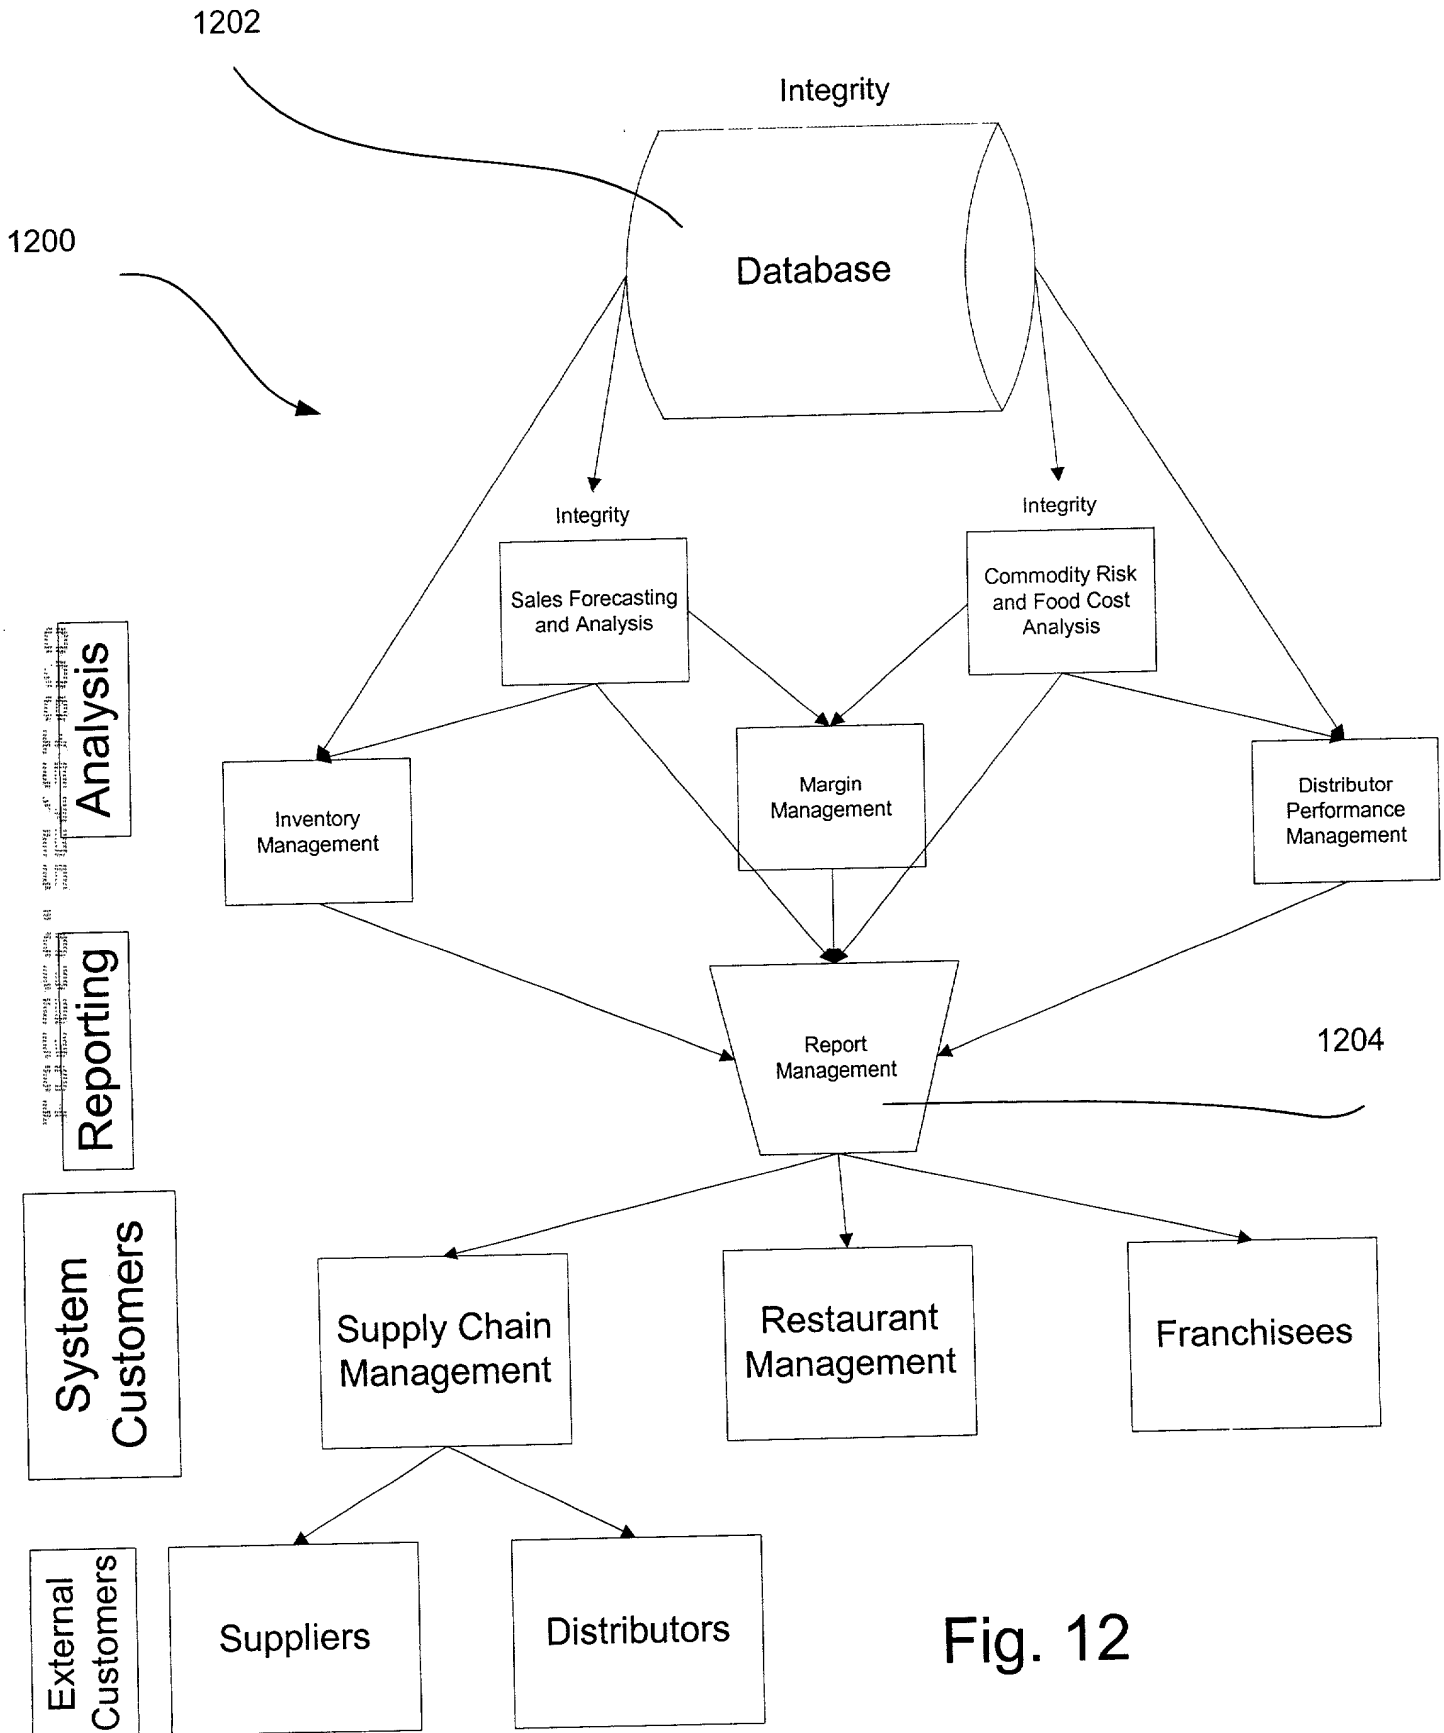 1202
Integrity
1200
Database
Integrity
Integrity
Sales Forecasting
and Analysis
Commodity Risk
and Food Cost
Analysis
Analysis
Inventory
Management
Margin
Management
Distributor
Performance
Management
Reporting
Report
Management
1204
System
Customers
Supply Chain
Management
Restaurant
Management
Franchisees
External
Customers
Suppliers
Distributors
Fig. 12